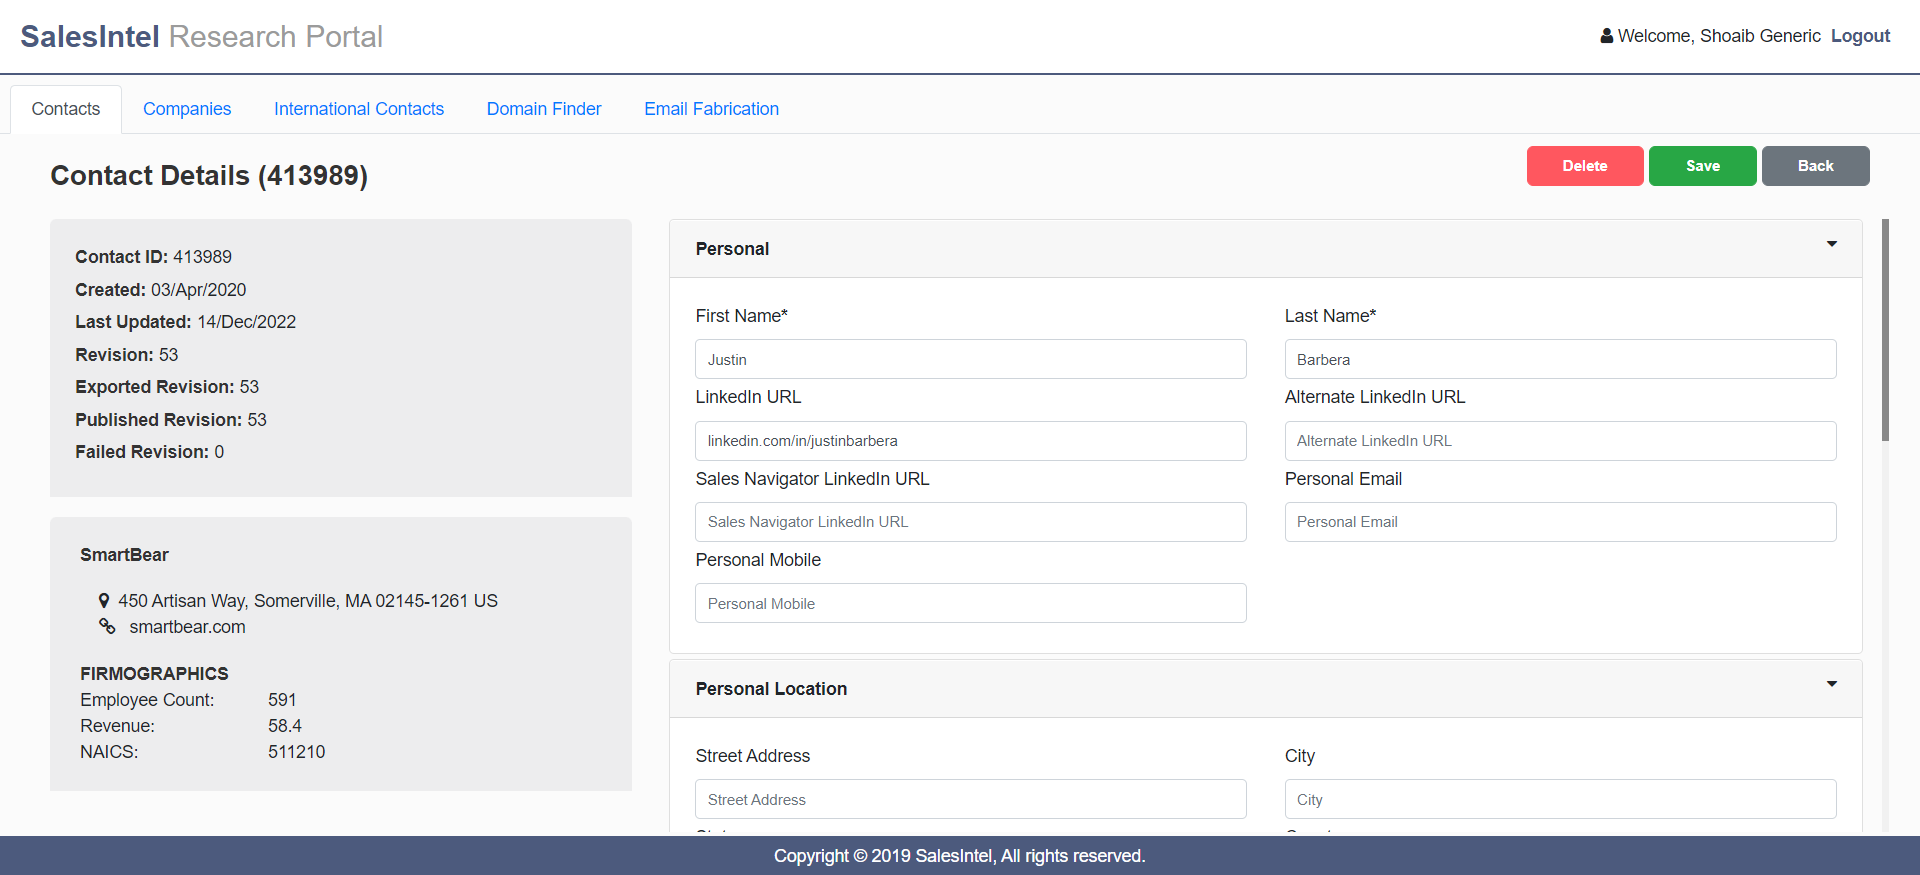 SalesIntel Research Portal
Welcome, Shoaib Generic Logout
Contacts Companies International Contacts Domain Finder Email Fabrication
Contact Details (413989)
Delete Save Back
Contact ID: 413989
Created: 03/Apr/2020
Last Updated: 14/Dec/2022
Revision: 53
Exported Revision: 53
Published Revision: 53
Failed Revision: 0
SmartBear
450 Artisan Way, Somerville, MA 02145-1261 US
smartbear.com
FIRMOGRAPHICS
Employee Count: 591
Revenue: 58.4
NAICS: 511210
Personal
First Name* Last Name*
Justin Barbera
LinkedIn URL Alternate LinkedIn URL
linkedin.com/in/justinbarbera Alternate LinkedIn URL
Sales Navigator LinkedIn URL Personal Email
Sales Navigator LinkedIn URL Personal Email
Personal Mobile
Personal Mobile
Personal Location
Street Address City
Street Address City
Copyright © 2019 SalesIntel, All rights reserved.